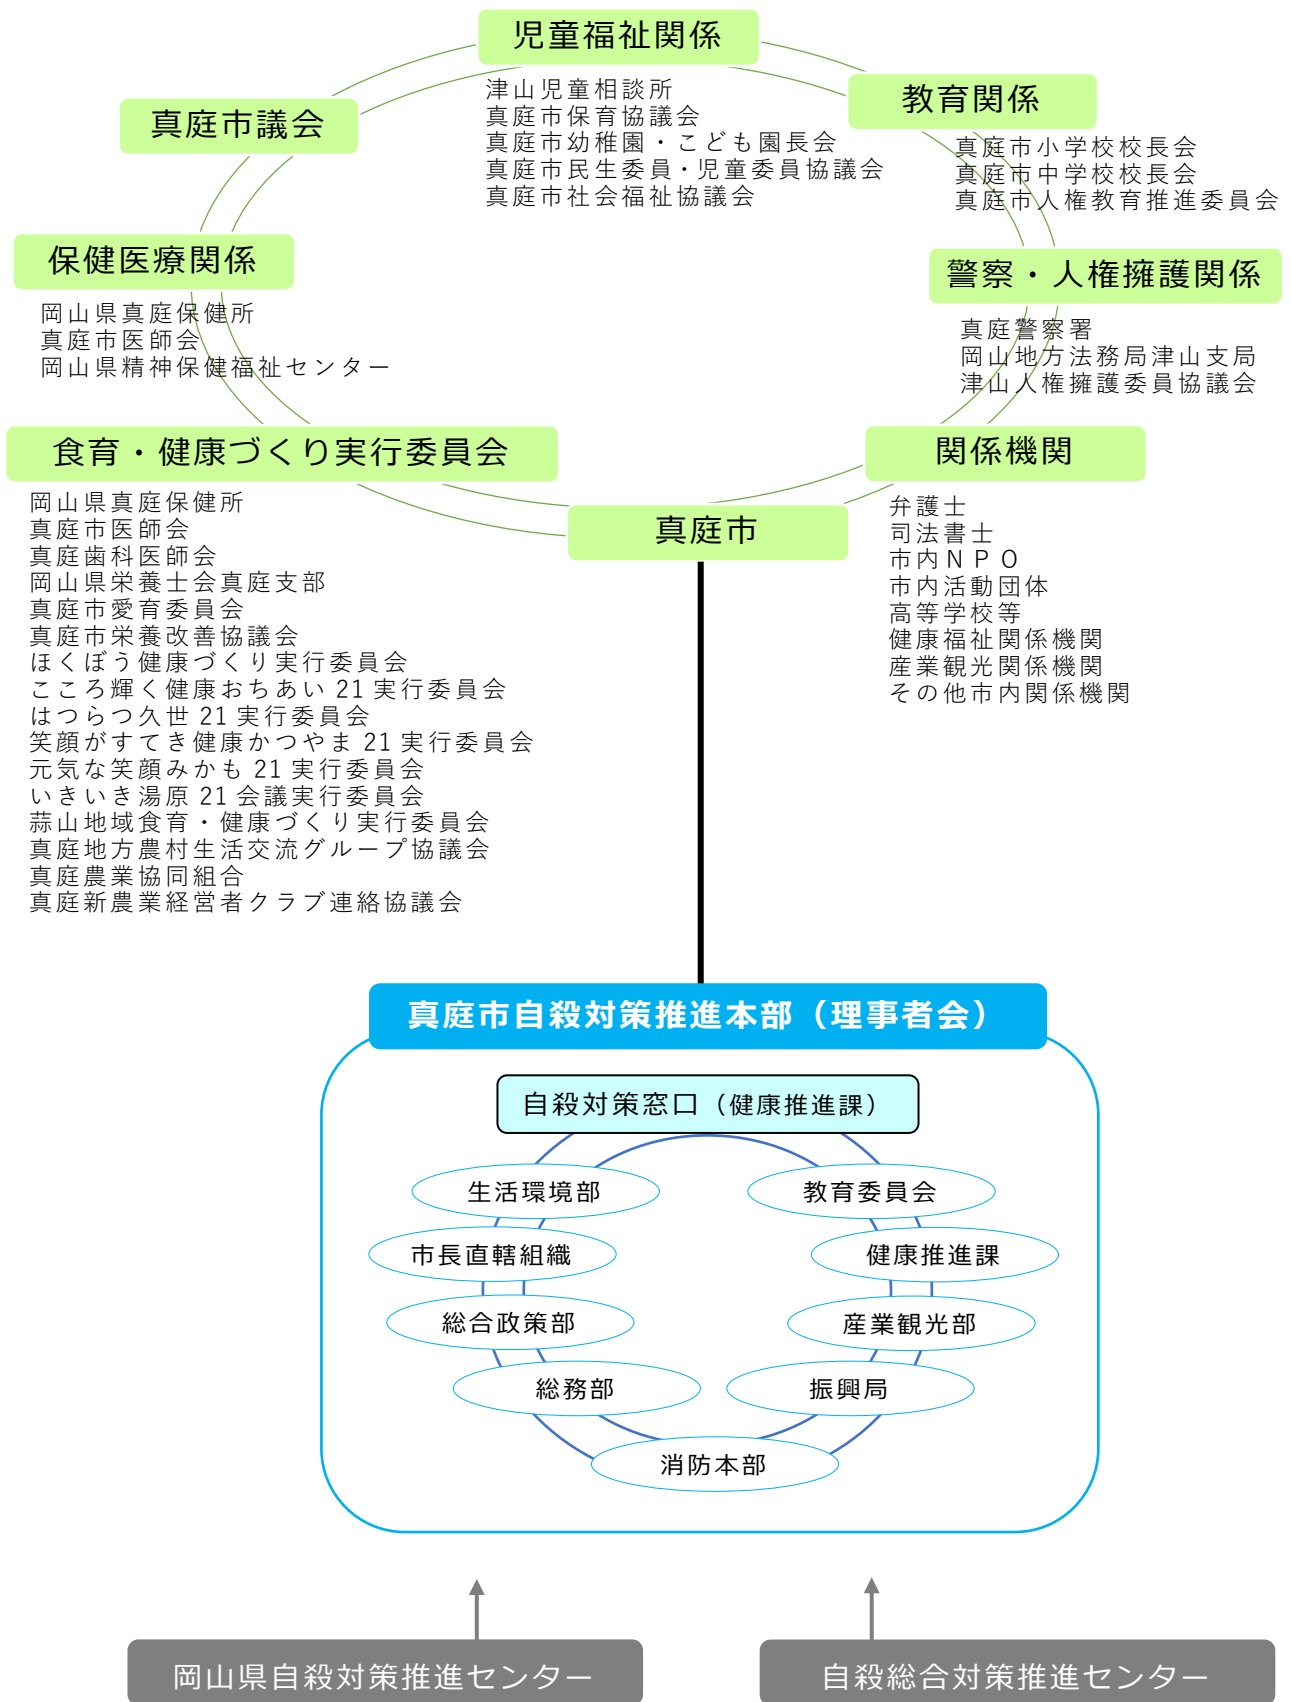 児童福祉関係
津山児童相談所
真庭市保育協議会
真庭市幼稚園・こども園長会
真庭市民生委員・児童委員協議会
真庭市社会福祉協議会
教育関係
真庭市小学校校長会
真庭市中学校校長会
真庭市人権教育推進委員会
真庭市議会
保健医療関係
岡山県真庭保健所
真庭市医師会
岡山県精神保健福祉センター
警察・人権擁護関係
真庭警察署
岡山地方法務局津山支局
津山人権擁護委員協議会
食育・健康づくり実行委員会
岡山県真庭保健所
真庭市医師会
真庭歯科医師会
岡山県栄養士会真庭支部
真庭市愛育委員会
真庭市栄養改善協議会
ほくぼう健康づくり実行委員会
こころ輝く健康おちあい21実行委員会
はつらつ久世21実行委員会
笑顔がすてき健康かつやま21実行委員会
元気な笑顔みかも21実行委員会
いきいき湯原21会議実行委員会
蒜山地域食育・健康づくり実行委員会
真庭地方農村生活交流グループ協議会
真庭農業協同組合
真庭新農業経営者クラブ連絡協議会
関係機関
弁護士
司法書士
市内NPO
市内活動団体
高等学校等
健康福祉関係機関
産業観光関係機関
その他市内関係機関
真庭市
真庭市自殺対策推進本部（理事者会）
自殺対策窓口（健康推進課）
生活環境部
教育委員会
市長直轄組織
健康推進課
総合政策部
産業観光部
総務部
振興局
消防本部
岡山県自殺対策推進センター
自殺総合対策推進センター